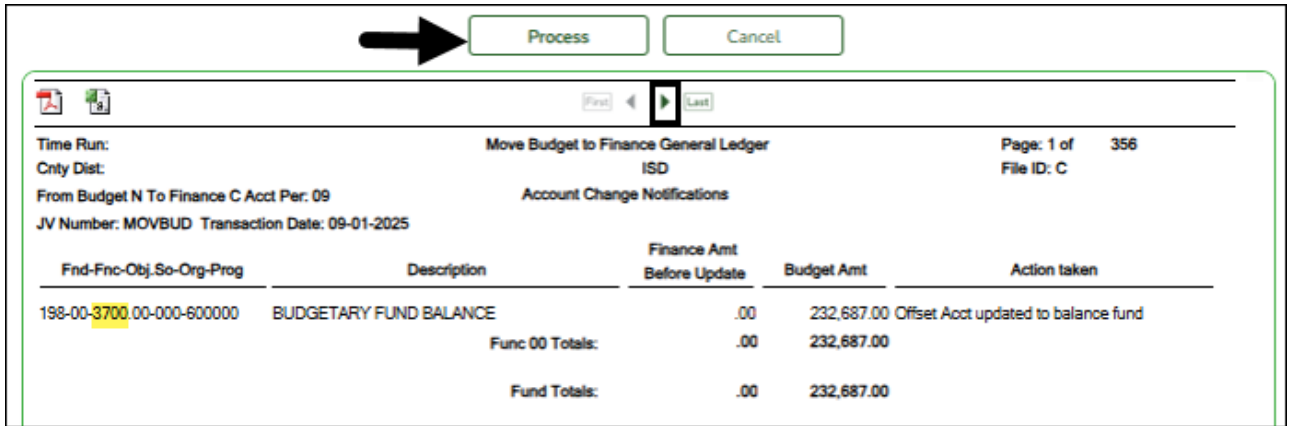 Process Cancel
First Last
Time Run: Move Budget to Finance General Ledger Page: 1 of 356
Cnty Dist: ISD File ID: C
From Budget N To Finance C Acct Per: 09 Account Change Notifications
JV Number: MOVBUD Transaction Date: 09-01-2025
Finance Amt
Fnd-Fnc-Obj.So-Org-Prog Description Before Update Budget Amt Action taken
198-00-3700.00-000-600000 BUDGETARY FUND BALANCE .00 232,687.00 Offset Acct updated to balance fund
Func 00 Totals: .00 232,687.00
Fund Totals: .00 232,687.00